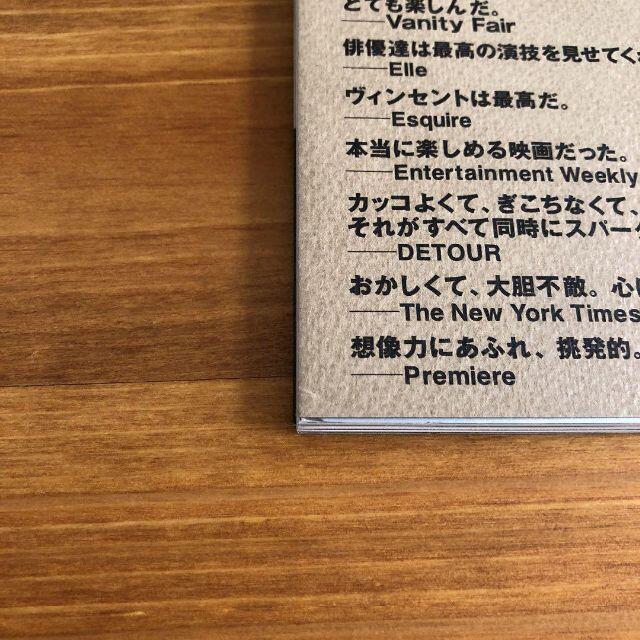 とても楽しんだ。
——Vanity Fair
俳優達は最高の演技を見せてく
——Elle
ヴィンセントは最高だ。
——Esquire
本当に楽しめる映画だった。
——Entertainment Weekly
カッコよくて、ぎこちなくて、
それがすべて同時にスパーク
——DETOUR
おかしくて、大胆不敵。心
——The New York Times
想像力にあふれ、挑発的。
——Premiere